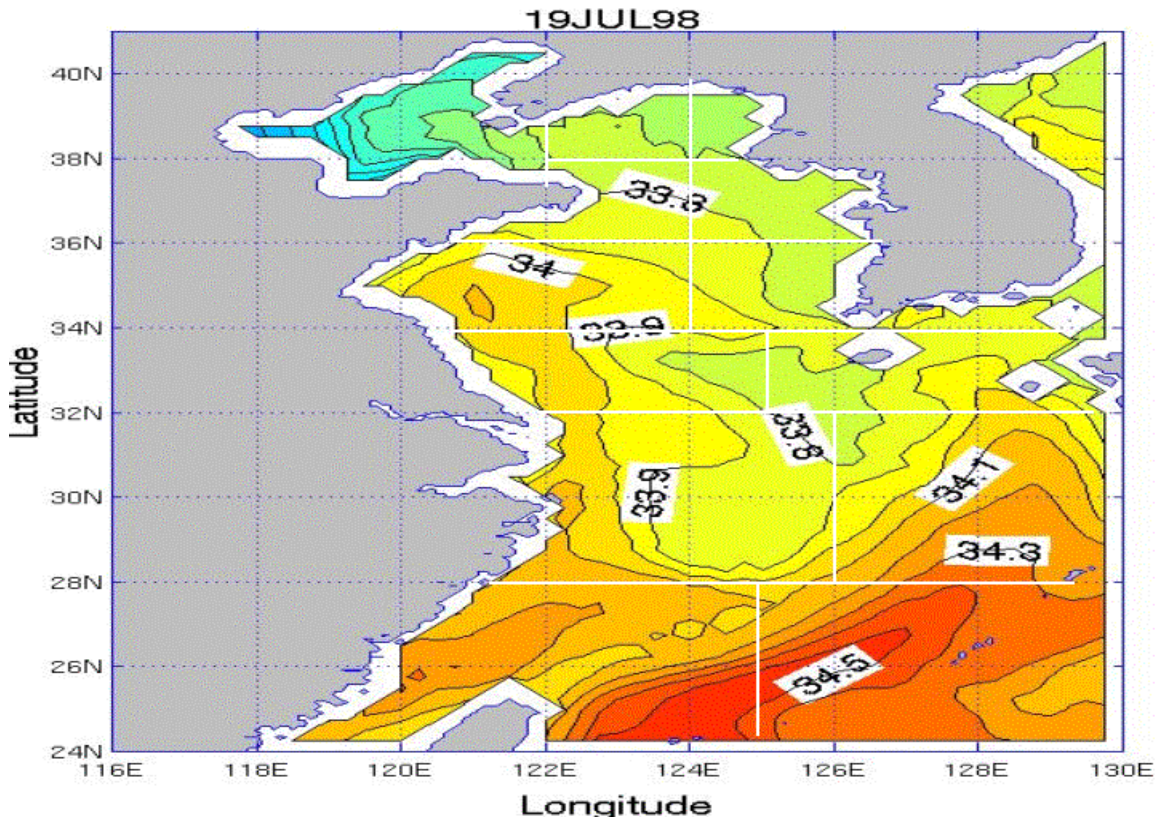 19JUL98
40N
38N
33.8
36N
34
34N
33.9
32N
33.8
34.1
30N
33.9
34.3
28N
26N
34.5
24N
Latitude
116E 118E 120E 122E 124E 126E 128E 130E
Longitude